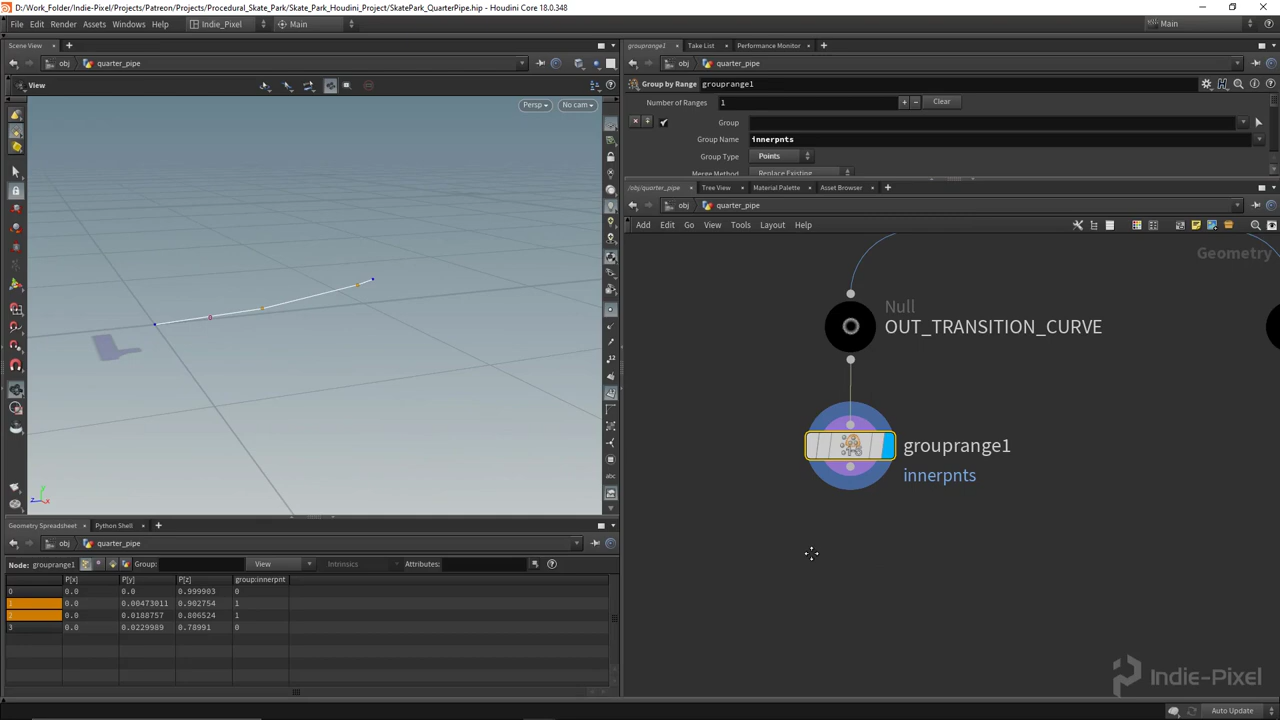 D:/Work_Folder/Indie-Pixel/Projects/Patreon/Projects/Procedural_Skate_Park/Skate_Park_Houdini_Project/SkatePark_QuarterPipe.hip - Houdini Core 18.0.348
File Edit Render Assets Windows Help Indie_Pixel Main Main
Scene View
obj quarter_pipe
View
Persp No cam
grouprange1 Take List Performance Monitor
obj quarter_pipe
Group by Range grouprange1
Number of Ranges 1 Clear
Group
Group Name innerpnts
Group Type Points
Merge Method Replace Existing
/obj/quarter_pipe Tree View Material Palette Asset Browser
obj quarter_pipe
Add Edit Go View Tools Layout Help
Geometry
Null
OUT_TRANSITION_CURVE
grouprange1
innerpnts
Geometry Spreadsheet Python Shell
obj quarter_pipe
Node: grouprange1 Group: View Intrinsics Attributes:
P[x] P[y] P[z] group:innerpnt
0 0.0 0.0 0.999903 0
1 0.0 0.00473011 0.902754 1
2 0.0 0.0188757 0.806524 1
3 0.0 0.0229989 0.78991 0
Indie-Pixel
Auto Update